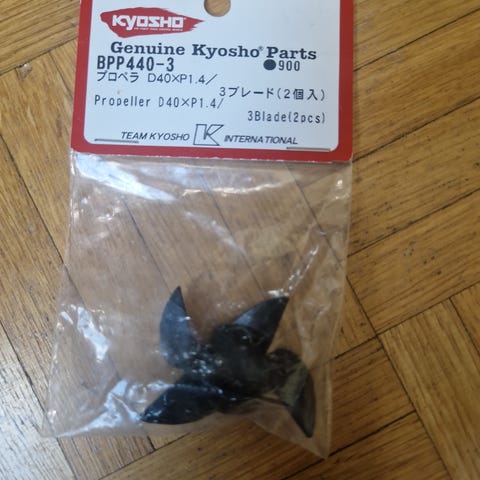 KYOSHO
Genuine Kyosho® Parts
BPP440-3 ●900
プロペラ D40×P1.4/
3ブレード(2個入)
Propeller D40×P1.4/
3Blade(2pcs)
TEAM KYOSHO K INTERNATIONAL